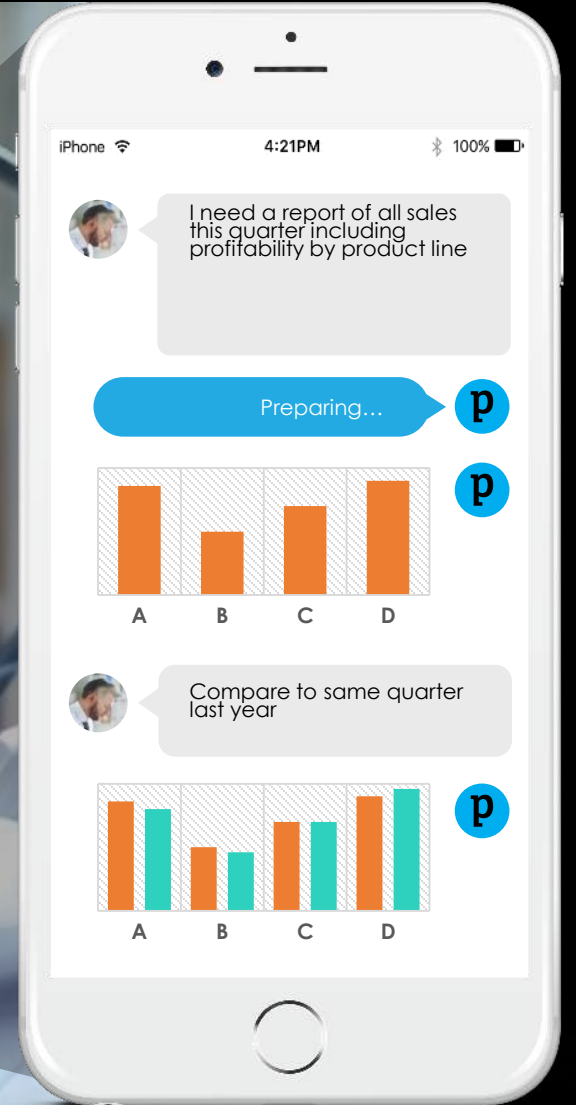 iPhone 4:21PM 100%
I need a report of all sales
this quarter including
profitability by product line
Preparing…
p
p
A B C D
Compare to same quarter
last year
p
A B C D